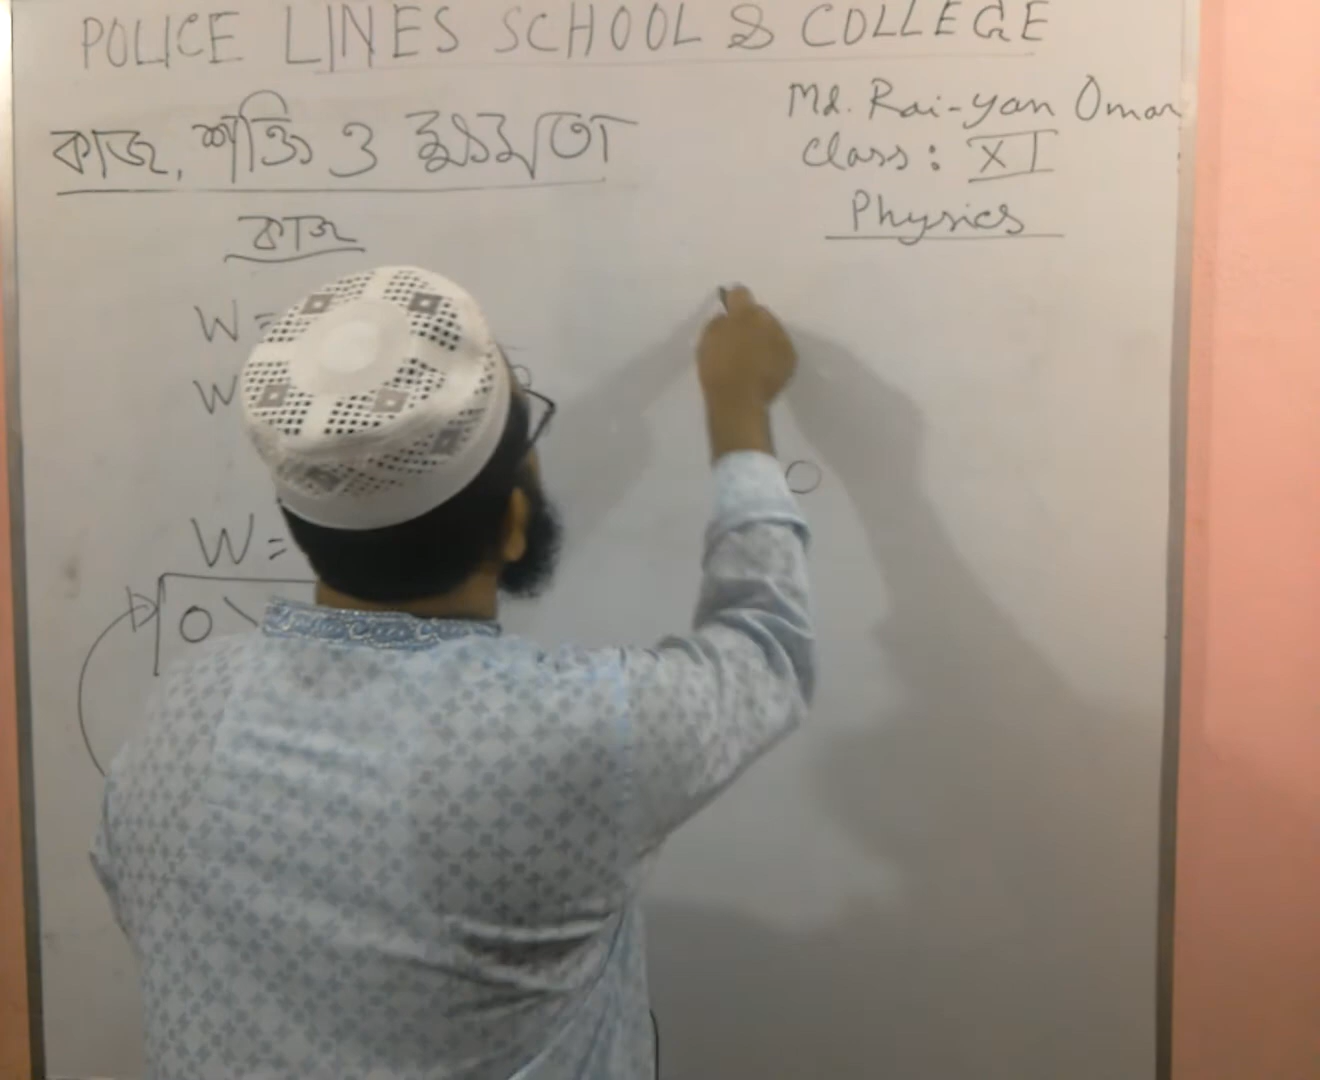 POLICE LINES SCHOOL & COLLEGE
Md. Rai-yan Omar
কাজ, শক্তি ও ক্ষমতা
Class: XI
Physics
কাজ
W =
W
O
W =
O